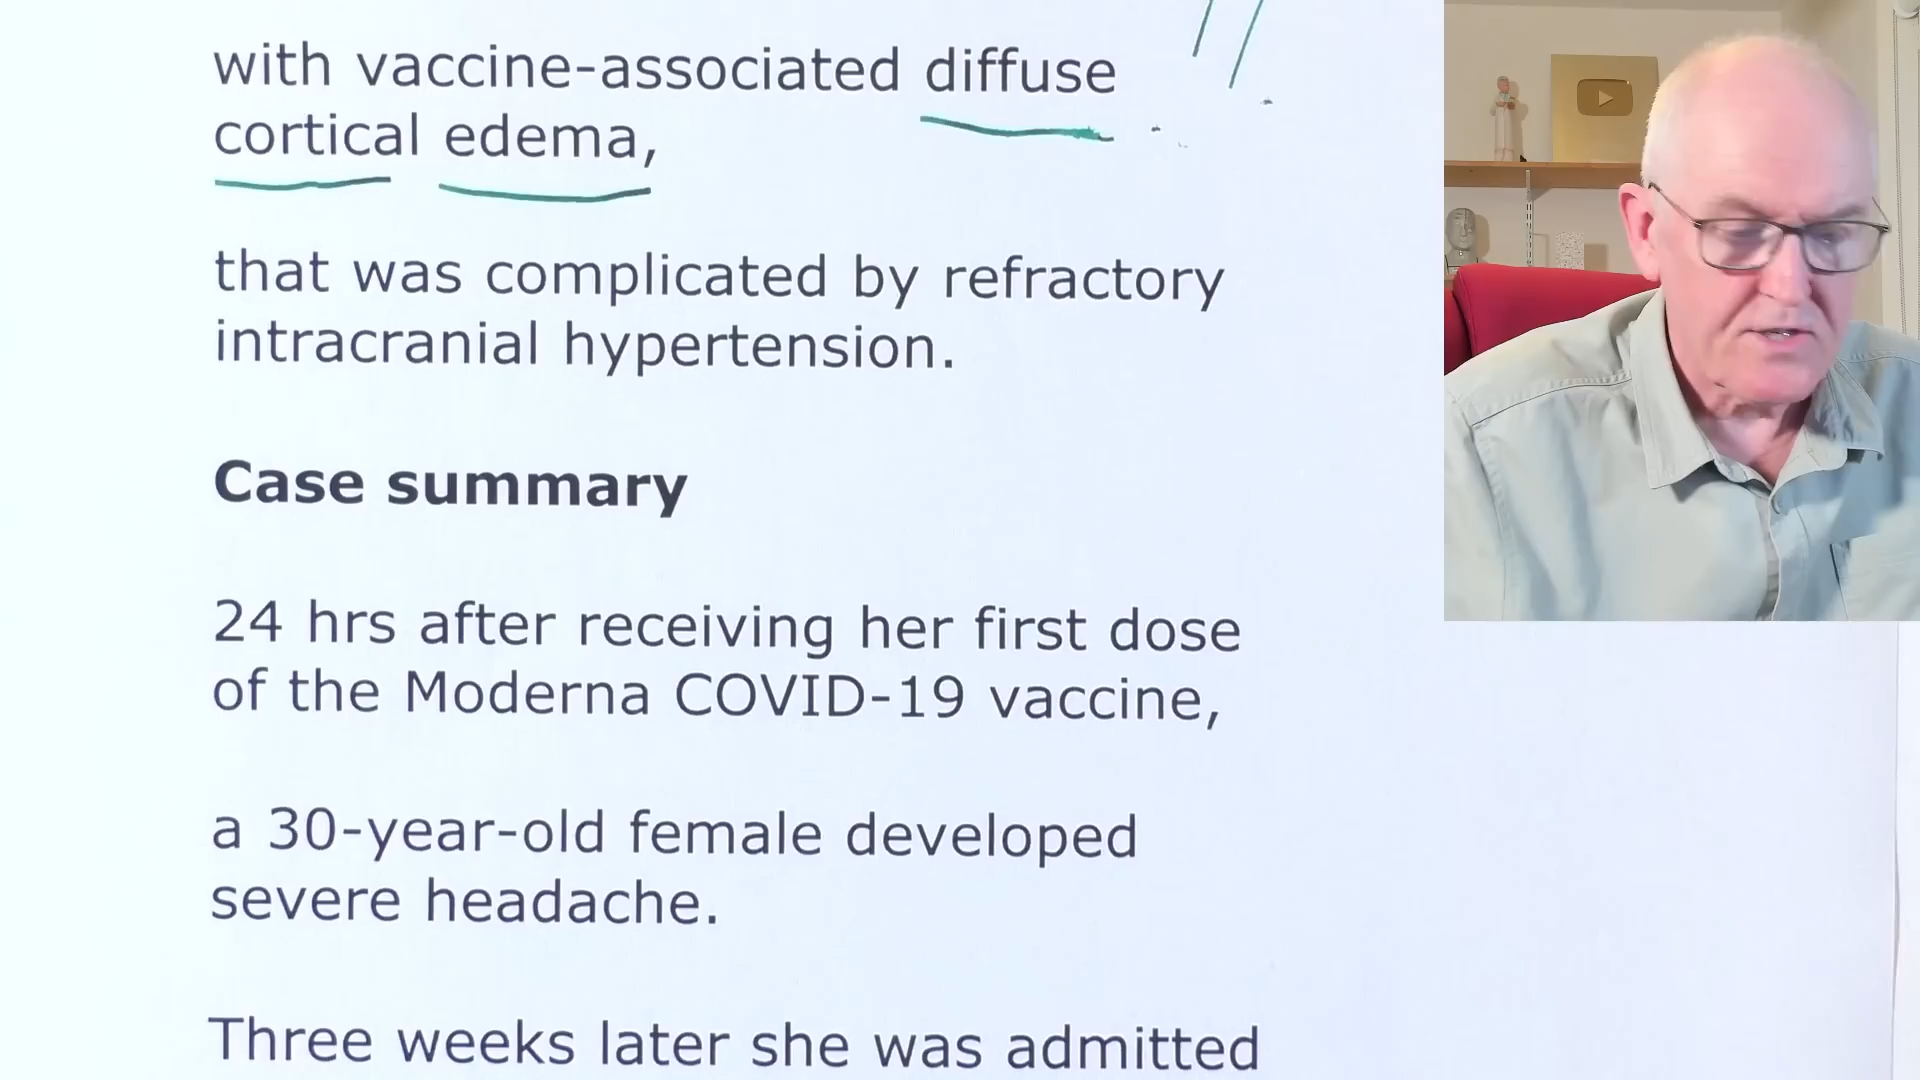 with vaccine-associated diffuse
cortical edema,
that was complicated by refractory
intracranial hypertension.
Case summary
24 hrs after receiving her first dose
of the Moderna COVID-19 vaccine,
a 30-year-old female developed
severe headache.
Three weeks later she was admitted